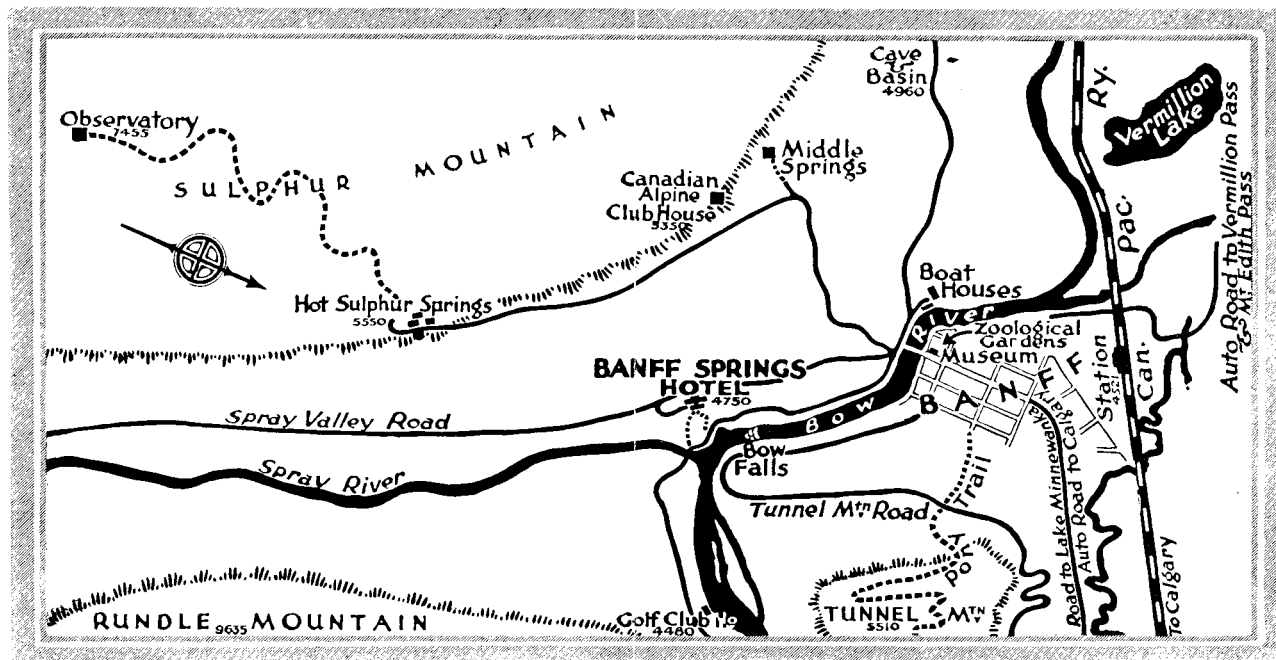 Observatory
7455
SULPHUR
MOUNTAIN
Cave
&
Basin
4960
Ry.
Vermillion
Lake
Middle
Springs
Canadian
Alpine
Club House
5350
Pac.
Auto Road to Vermillion Pass
& Mt. Edith Pass
Hot Sulphur Springs
5550
Boat
Houses
RIVER
Zoological
Gardens
Museum
BANFF SPRINGS
HOTEL
4750
BANFF
Station
4521
Can.
Spray Valley Road
BOW
Bow
Falls
Spray River
Tunnel Mtn Road
Pony
Trail
Road to Lake Minnewanka
Auto Road to Calgary
To Calgary
RUNDLE 9635 MOUNTAIN
Golf Club
4480
TUNNEL MTN
5510